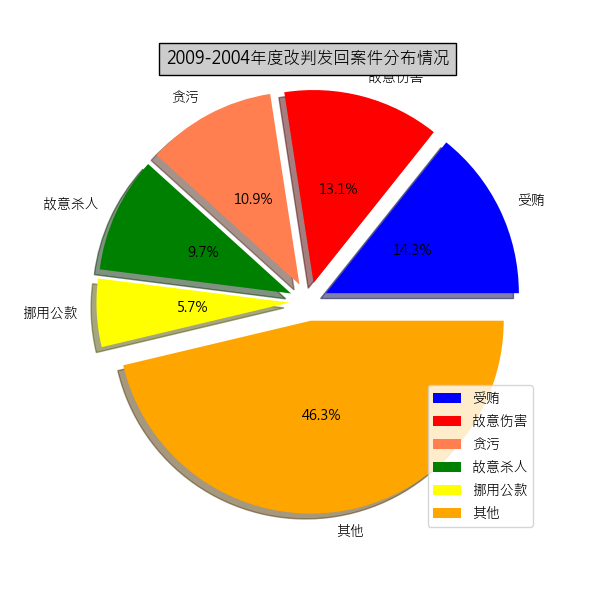 2009-2004年度改判发回案件分布情况
故意伤害
贪污
受贿
故意杀人
挪用公款
其他
13.1%
10.9%
14.3%
9.7%
5.7%
46.3%
受贿
故意伤害
贪污
故意杀人
挪用公款
其他